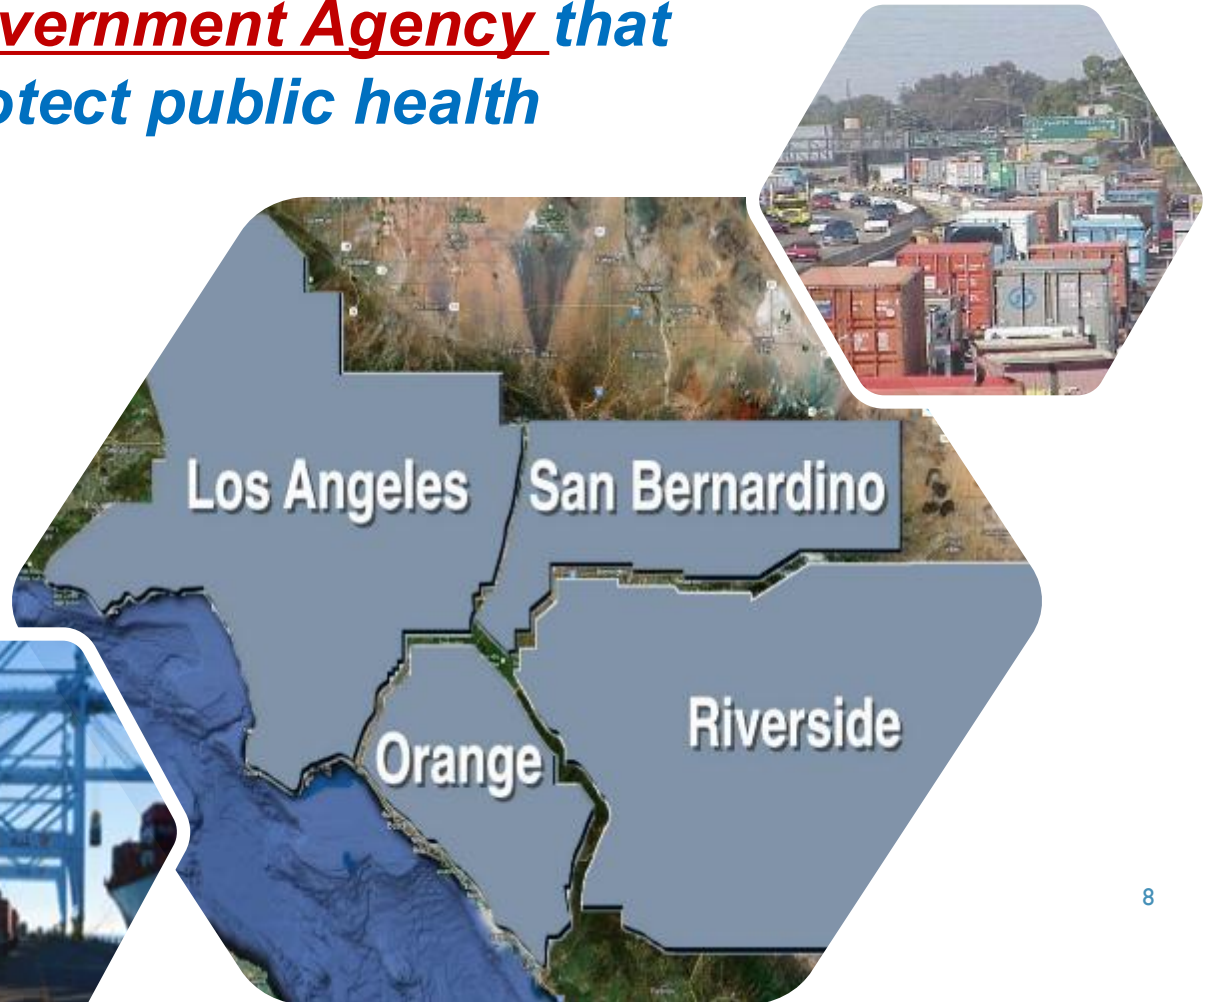 vernment Agency that
otect public health
Los Angeles
San Bernardino
Riverside
Orange
8